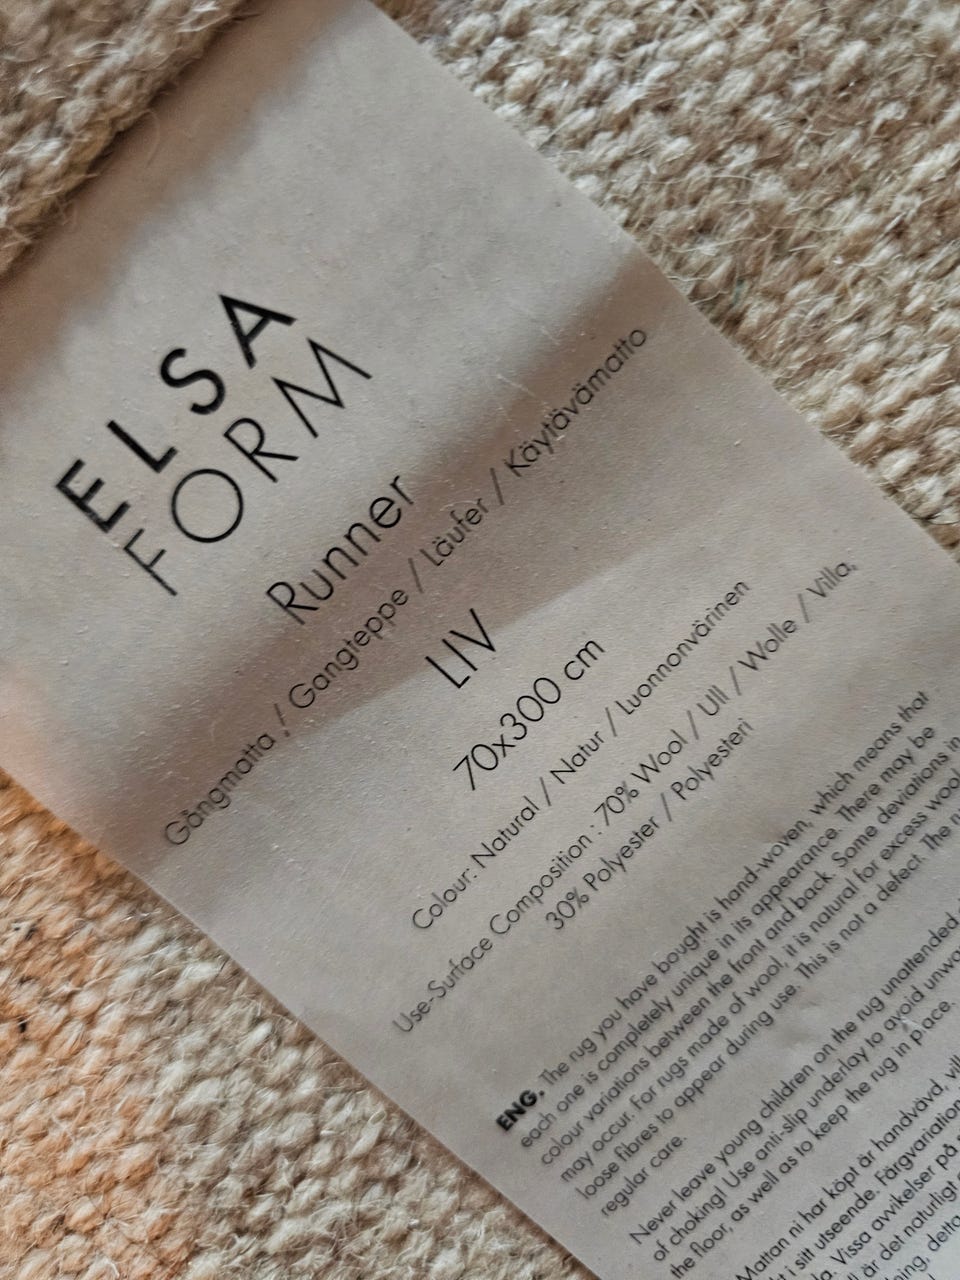 ELSA
FORM
Runner
Gångmatta / Gangteppe / Läufer / Käytävämatto
LIV
70x300 cm
Colour: Natural / Natur / Luonnonvärinen
Use-Surface Composition : 70% Wool / Ull / Wolle / Villa,
30% Polyester / Polyesteri
ENG. The rug you have bought is hand-woven, which means that
each one is completely unique in its appearance. There may be
colour variations between the front and back. Some deviations in
may occur. For rugs made of wool, it is natural for excess wool
loose fibres to appear during use. This is not a defect. The
regular care.
Never leave young children on the rug unattended
of choking! Use anti-slip underlay to avoid
the floor, as well as to keep the rug in place.
Mattan ni har köpt är handvävd,
i sitt utseende. Färgvariation
Vissa avvikelser på
är det naturligt
detta